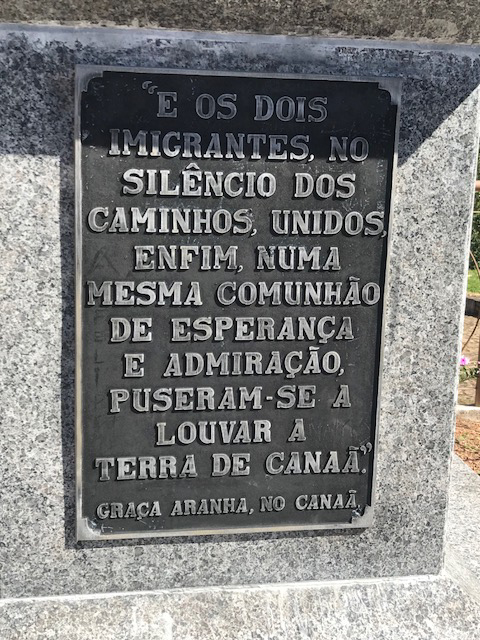 "E OS DOIS
IMIGRANTES, NO
SILÊNCIO DOS
CAMINHOS, UNIDOS,
ENFIM, NUMA
MESMA COMUNHÃO
DE ESPERANÇA
E ADMIRAÇÃO,
PUSERAM-SE A
LOUVAR A
TERRA DE CANAÃ."
GRAÇA ARANHA, NO CANAÃ.